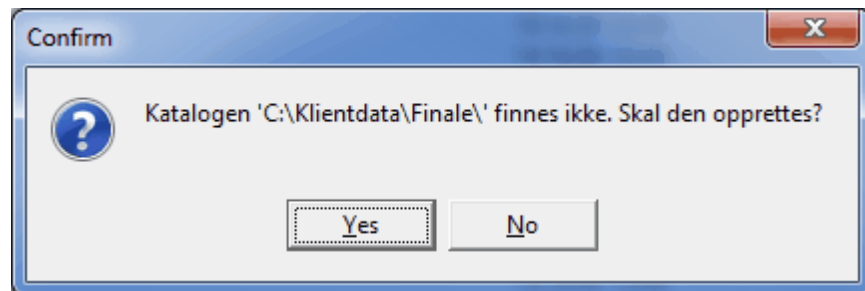 Confirm
Katalogen 'C:\Klientdata\Finale\' finnes ikke. Skal den opprettes?
Yes
No